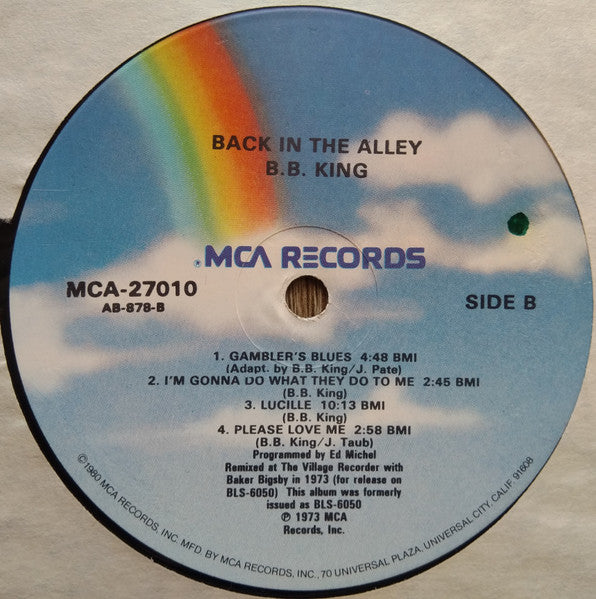 BACK IN THE ALLEY
B.B. KING
MCA RECORDS
MCA-27010
AB-878-B
SIDE B
1. GAMBLER'S BLUES 4:48 BMI
(Adapt. by B.B. King/J. Pate)
2. I'M GONNA DO WHAT THEY DO TO ME 2:45 BMI
(B.B. King)
3. LUCILLE 10:13 BMI
(B.B. King)
4. PLEASE LOVE ME 2:58 BMI
(B.B. King/J. Taub)
Programmed by Ed Michel
Remixed at The Village Recorder with
Baker Bigsby in 1973 (for release on
BLS-6050) This album was formerly
issued as BLS-6050
℗ 1973 MCA
Records, Inc.
©1980 MCA RECORDS, INC. MFD. BY MCA RECORDS, INC., 70 UNIVERSAL PLAZA, UNIVERSAL CITY, CALIF. 91608